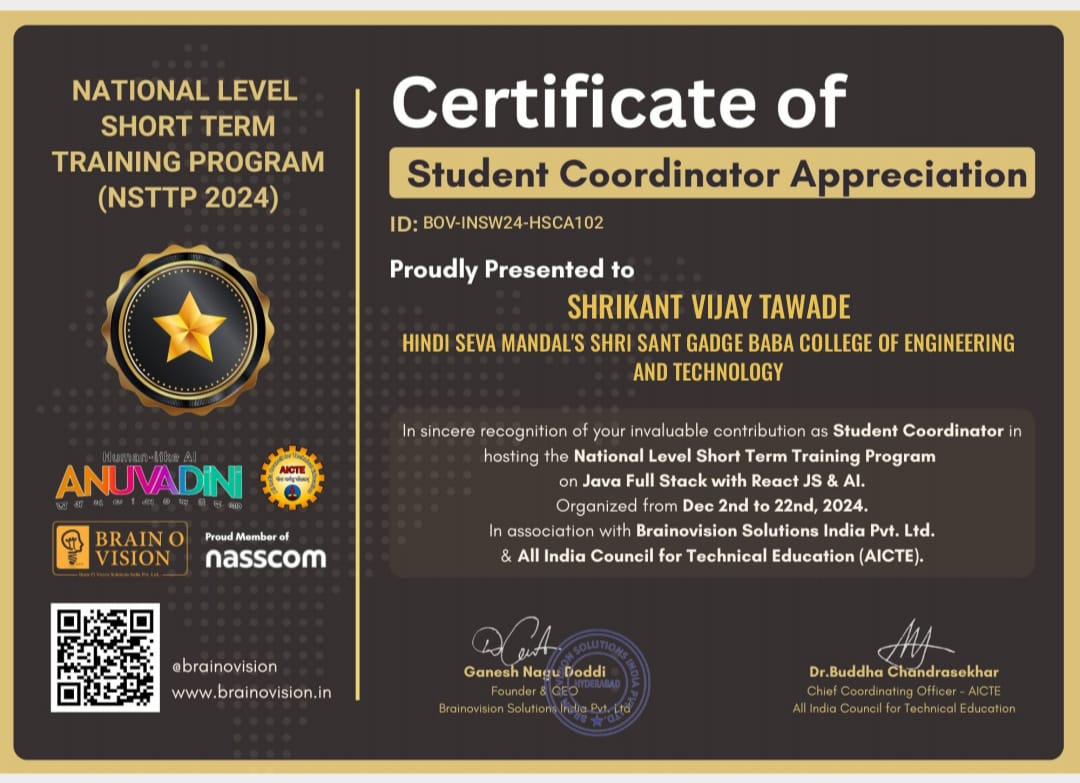 NATIONAL LEVEL
SHORT TERM
TRAINING PROGRAM
(NSTTP 2024)
Human-like AI
ANUVADINI
AICTE
BRAIN O
VISION
Brain O Vision Solutions India Pvt. Ltd.
Proud Member of
nasscom
@brainovision
www.brainovision.in
Certificate of
Student Coordinator Appreciation
ID: BOV-INSW24-HSCA102
Proudly Presented to
SHRIKANT VIJAY TAWADE
HINDI SEVA MANDAL'S SHRI SANT GADGE BABA COLLEGE OF ENGINEERING
AND TECHNOLOGY
In sincere recognition of your invaluable contribution as Student Coordinator in
hosting the National Level Short Term Training Program
on Java Full Stack with React JS & AI.
Organized from Dec 2nd to 22nd, 2024.
In association with Brainovision Solutions India Pvt. Ltd.
& All India Council for Technical Education (AICTE).
Ganesh Nagu Doddi
Founder & CEO
Brainovision Solutions India Pvt. Ltd
SOLUTIONS INDIA PVT LTD
HYDERABAD
Dr.Buddha Chandrasekhar
Chief Coordinating Officer - AICTE
All India Council for Technical Education